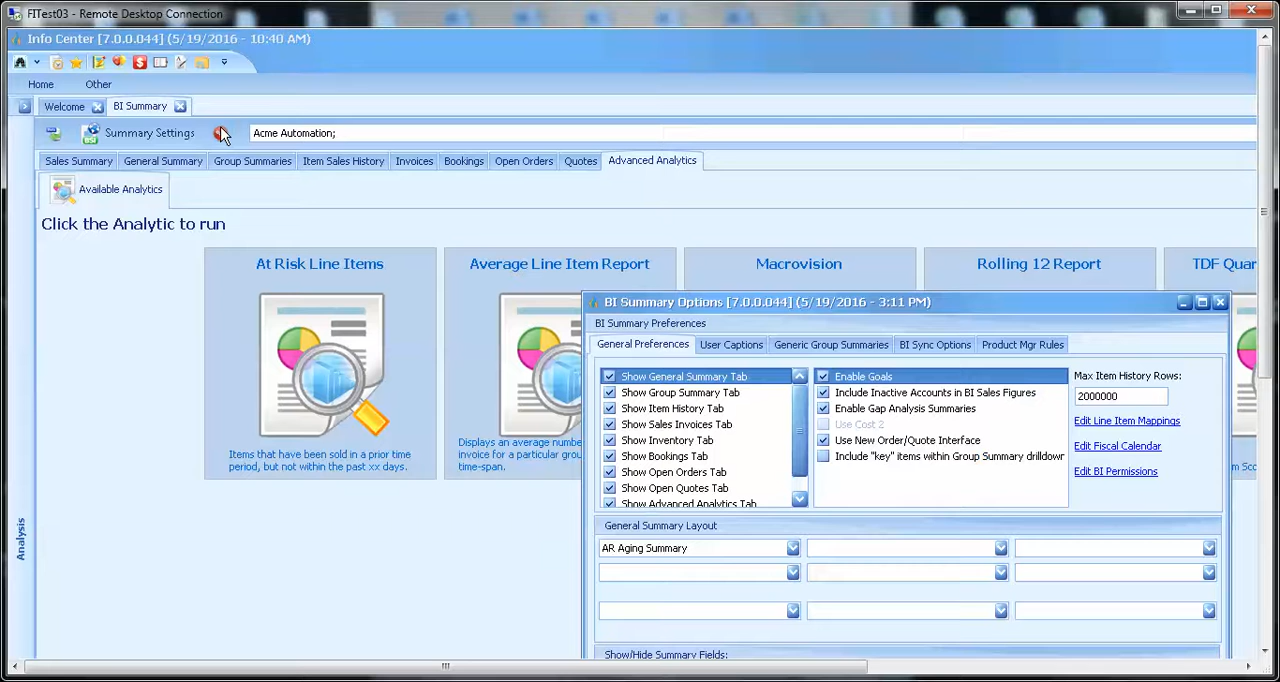 FITest03 - Remote Desktop Connection
Info Center [7.0.0.044] (5/19/2016 - 10:40 AM)
Home Other
Welcome BI Summary
Summary Settings Acme Automation;
Sales Summary General Summary Group Summaries Item Sales History Invoices Bookings Open Orders Quotes Advanced Analytics
Available Analytics
Click the Analytic to run
At Risk Line Items Average Line Item Report Macrovision Rolling 12 Report TDF Quar
Items that have been sold in a prior time
period, but not within the past xx days.
Displays an average numbe
invoice for a particular gro
time-span.
Analysis
BI Summary Options [7.0.0.044] (5/19/2016 - 3:11 PM)
BI Summary Preferences
General Preferences User Captions Generic Group Summaries BI Sync Options Product Mgr Rules
Show General Summary Tab
Show Group Summary Tab
Show Item History Tab
Show Sales Invoices Tab
Show Inventory Tab
Show Bookings Tab
Show Open Orders Tab
Show Open Quotes Tab
Show Advanced Analytics Tab
Enable Goals
Include Inactive Accounts in BI Sales Figures
Enable Gap Analysis Summaries
Use Cost 2
Use New Order/Quote Interface
Include "key" items within Group Summary drilldowr
Max Item History Rows:
2000000
Edit Line Item Mappings
Edit Fiscal Calendar
Edit BI Permissions
General Summary Layout
AR Aging Summary
Show/Hide Summary Fields: